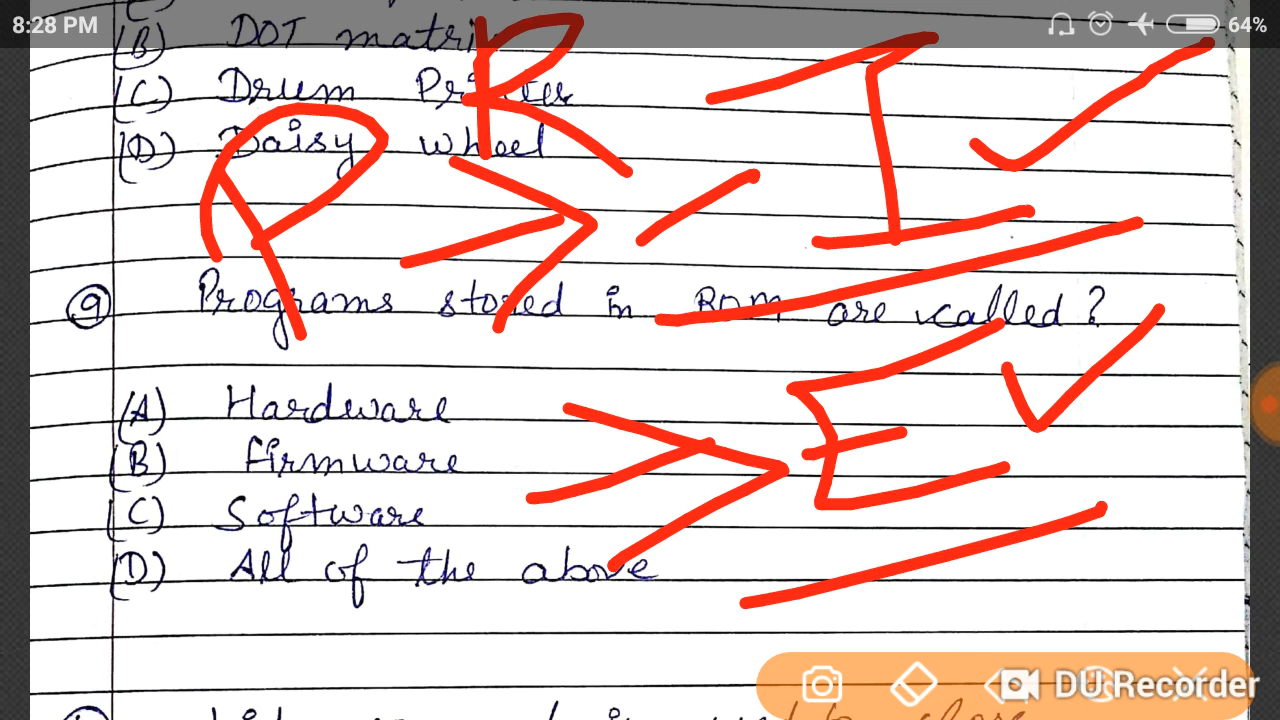 8:28 PM 64%
(B) DOT matrix
(C) Drum Printer
(D) Daisy wheel
R - I
P
9 Programs stored in ROM are called?
(A) Hardware
(B) firmware
E
(C) Software
(D) All of the above
DU Recorder